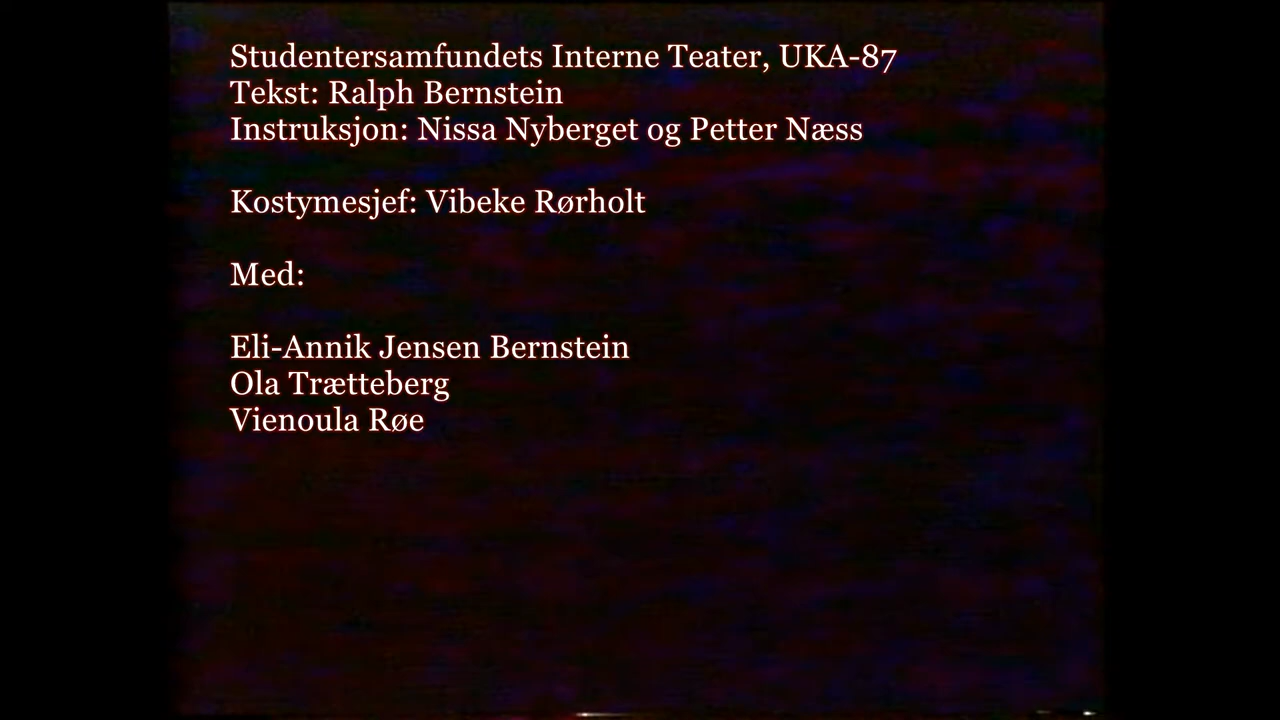 Studentersamfundets Interne Teater, UKA-87
Tekst: Ralph Bernstein
Instruksjon: Nissa Nyberget og Petter Næss
Kostymesjef: Vibeke Rørholt
Med:
Eli-Annik Jensen Bernstein
Ola Trætteberg
Vienoula Røe